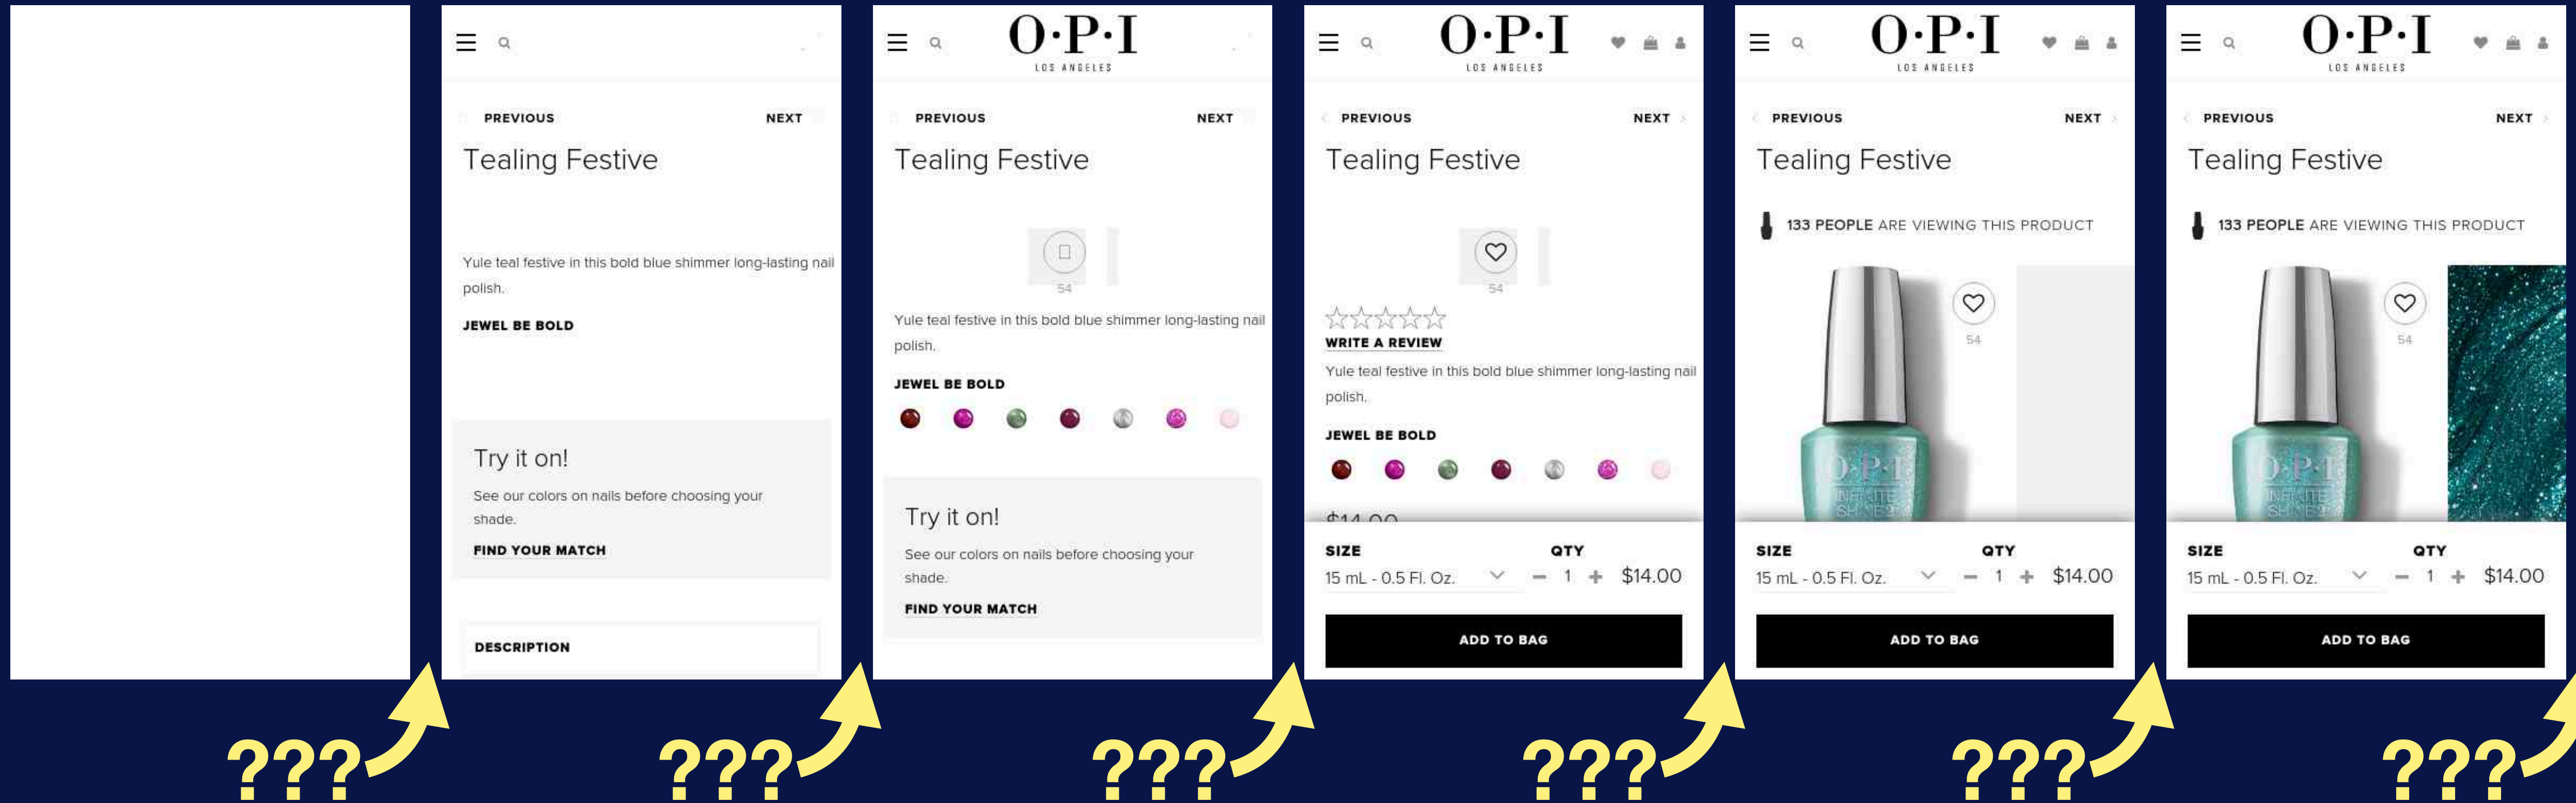 PREVIOUS NEXT
Tealing Festive
Yule teal festive in this bold blue shimmer long-lasting nail
polish.
JEWEL BE BOLD
Try it on!
See our colors on nails before choosing your
shade.
FIND YOUR MATCH
DESCRIPTION
O·P·I
LOS ANGELES
PREVIOUS NEXT
Tealing Festive
54
Yule teal festive in this bold blue shimmer long-lasting nail
polish.
JEWEL BE BOLD
Try it on!
See our colors on nails before choosing your
shade.
FIND YOUR MATCH
O·P·I
LOS ANGELES
PREVIOUS NEXT
Tealing Festive
54
WRITE A REVIEW
Yule teal festive in this bold blue shimmer long-lasting nail
polish.
JEWEL BE BOLD
$14.00
SIZE QTY
15 mL - 0.5 Fl. Oz. 1 $14.00
ADD TO BAG
O·P·I
LOS ANGELES
PREVIOUS NEXT
Tealing Festive
133 PEOPLE ARE VIEWING THIS PRODUCT
54
O·P·I
INFINITE
SHINE
SIZE QTY
15 mL - 0.5 Fl. Oz. 1 $14.00
ADD TO BAG
O·P·I
LOS ANGELES
PREVIOUS NEXT
Tealing Festive
133 PEOPLE ARE VIEWING THIS PRODUCT
54
O·P·I
INFINITE
SHINE
SIZE QTY
15 mL - 0.5 Fl. Oz. 1 $14.00
ADD TO BAG
??? ??? ??? ??? ??? ???